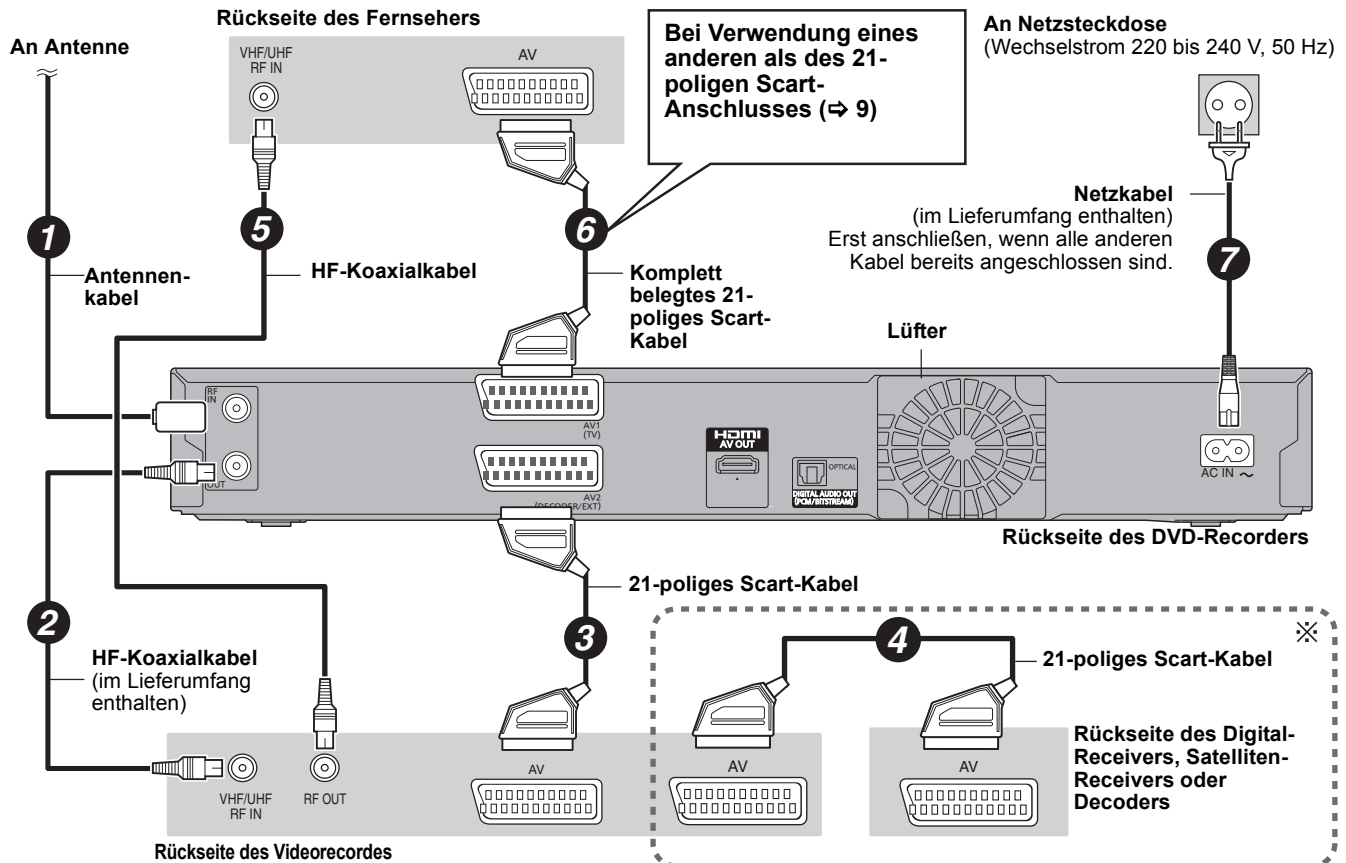 Rückseite des Fernsehers
An Antenne
VHF/UHF
RF IN
AV
Bei Verwendung eines
anderen als des 21-
poligen Scart-
Anschlusses (⇨ 9)
An Netzsteckdose
(Wechselstrom 220 bis 240 V, 50 Hz)
1
5
6
7
Antennen-
kabel
HF-Koaxialkabel
Komplett
belegtes 21-
poliges Scart-
Kabel
Netzkabel
(im Lieferumfang enthalten)
Erst anschließen, wenn alle anderen
Kabel bereits angeschlossen sind.
Lüfter
RF
IN
OUT
AV1
(TV)
AV2
(DECODER/EXT)
HDMI
AV OUT
OPTICAL
DIGITAL AUDIO OUT
(PCM/BITSTREAM)
AC IN ~
Rückseite des DVD-Recorders
2
HF-Koaxialkabel
(im Lieferumfang
enthalten)
3
21-poliges Scart-Kabel
4
※
21-poliges Scart-Kabel
VHF/UHF
RF IN
RF OUT
AV
AV
AV
Rückseite des Digital-
Receivers, Satelliten-
Receivers oder
Decoders
Rückseite des Videorecordes